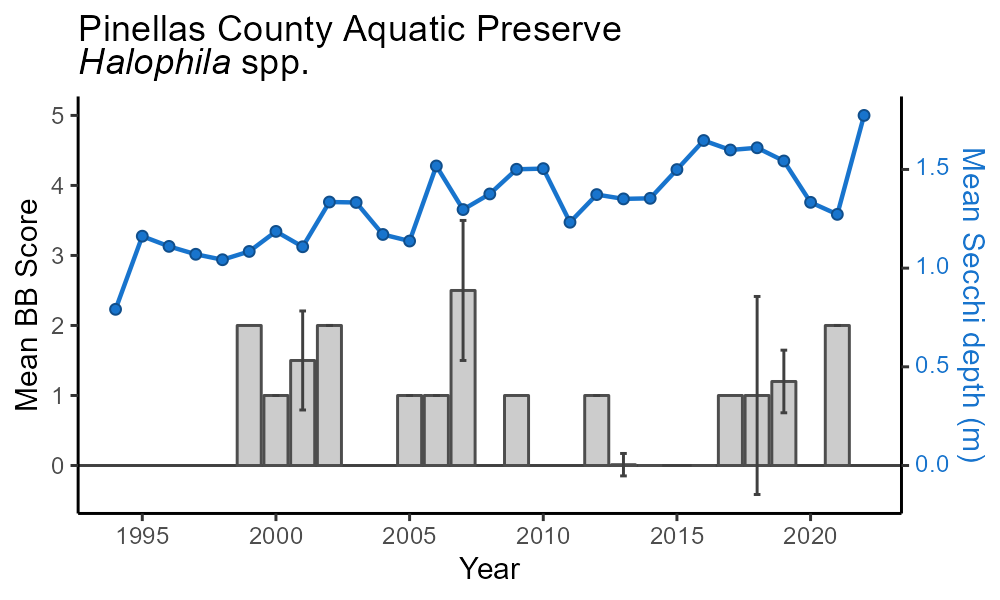 Pinellas County Aquatic Preserve
Halophila spp.
Mean BB Score
5
4
3
2
1
0
1.5
1.0
0.5
0.0
Mean Secchi depth (m)
1995 2000 2005 2010 2015 2020
Year